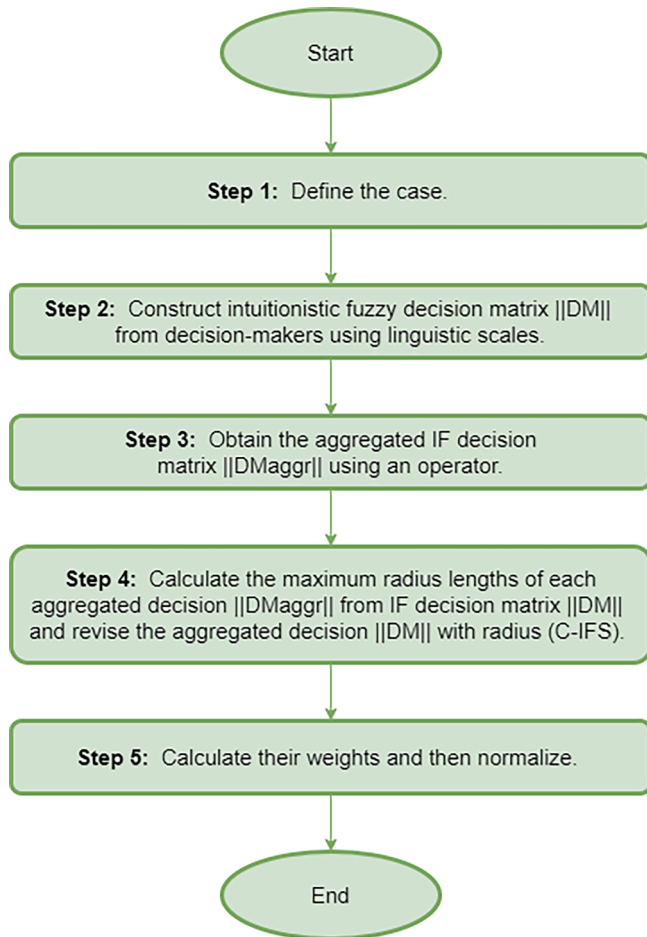 Start
Step 1: Define the case.
Step 2: Construct intuitionistic fuzzy decision matrix ||DM||
from decision-makers using linguistic scales.
Step 3: Obtain the aggregated IF decision
matrix ||DMaggr|| using an operator.
Step 4: Calculate the maximum radius lengths of each
aggregated decision ||DMaggr|| from IF decision matrix ||DM||
and revise the aggregated decision ||DM|| with radius (C-IFS).
Step 5: Calculate their weights and then normalize.
End